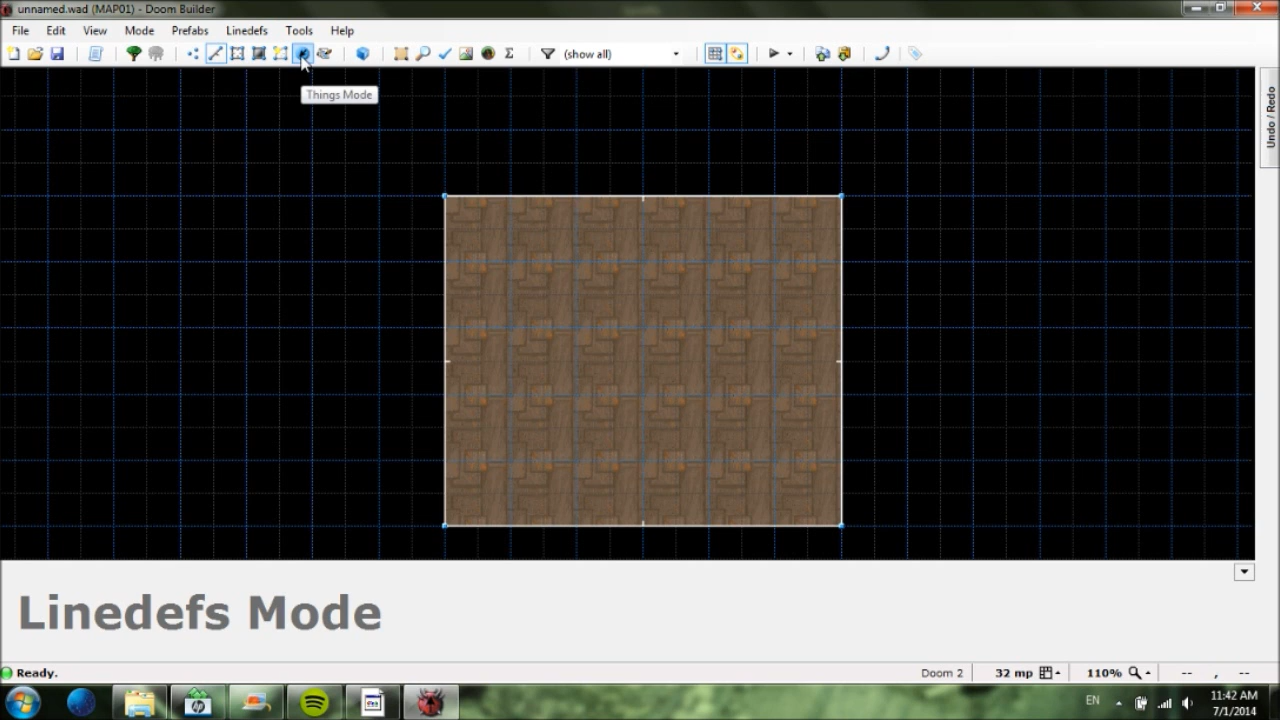 unnamed.wad (MAP01) - Doom Builder
File Edit View Mode Prefabs Linedefs Tools Help
(show all)
Things Mode
Undo / Redo
Linedefs Mode
Ready.
Doom 2 32 mp 110% -- , --
EN 11:42 AM
7/1/2014